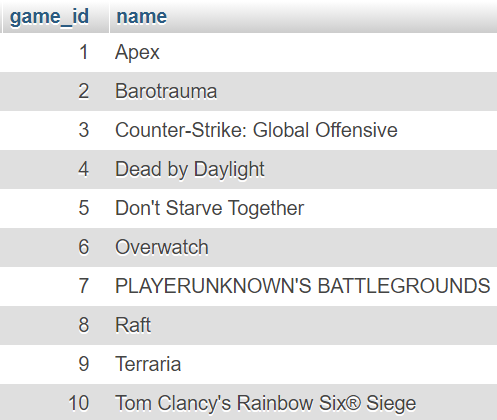 game_id name
1 Apex
2 Barotrauma
3 Counter-Strike: Global Offensive
4 Dead by Daylight
5 Don't Starve Together
6 Overwatch
7 PLAYERUNKNOWN'S BATTLEGROUNDS
8 Raft
9 Terraria
10 Tom Clancy's Rainbow Six® Siege